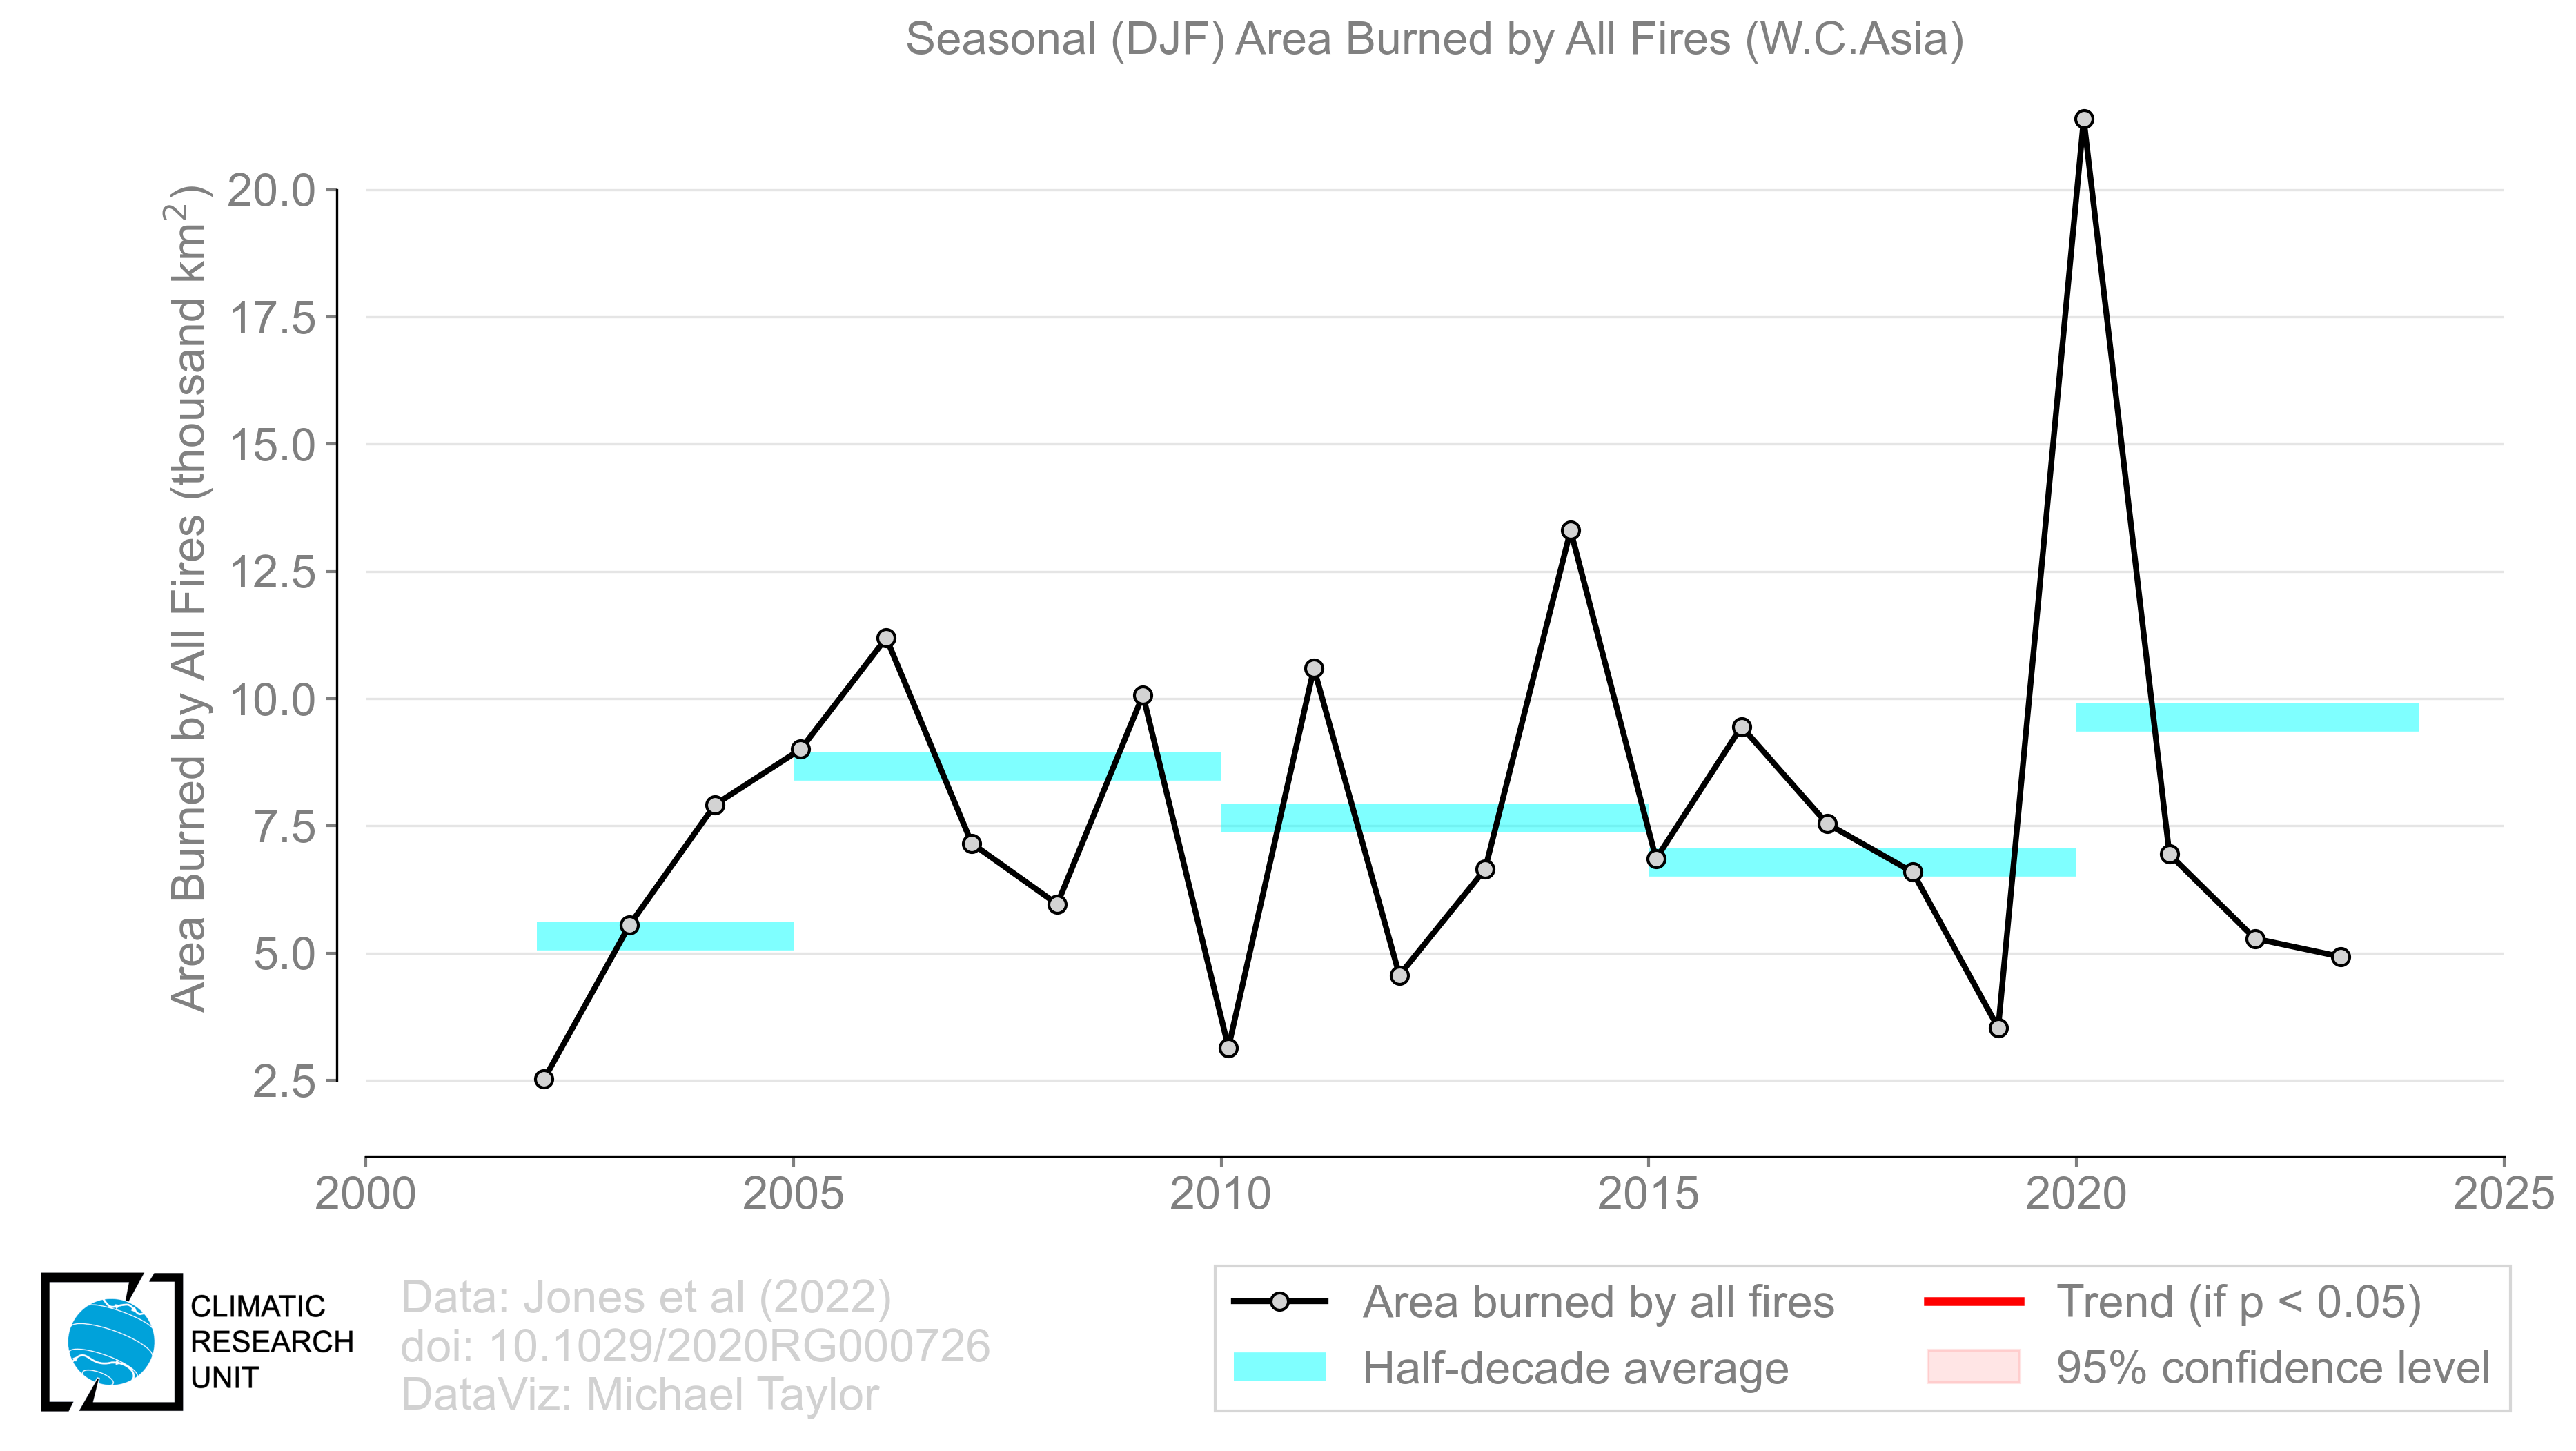 Seasonal (DJF) Area Burned by All Fires (W.C.Asia)
Area Burned by All Fires (thousand km²)
20.0
17.5
15.0
12.5
10.0
7.5
5.0
2.5
2000
2005
2010
2015
2020
2025
CLIMATIC
RESEARCH
UNIT
Data: Jones et al (2022)
doi: 10.1029/2020RG000726
DataViz: Michael Taylor
Area burned by all fires
Half-decade average
Trend (if p < 0.05)
95% confidence level